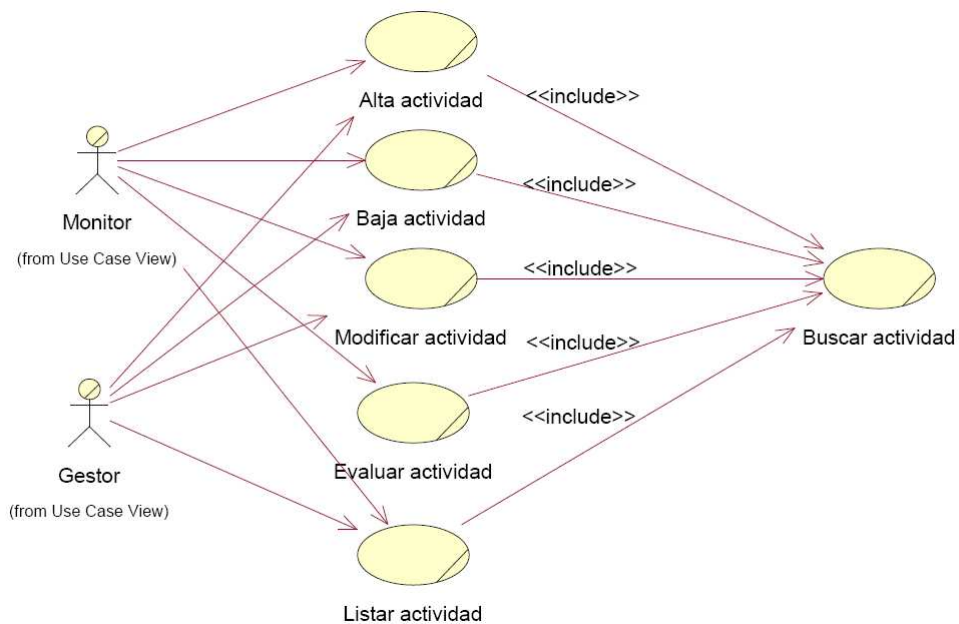 Alta actividad
<<include>>
Monitor
(from Use Case View)
Baja actividad
<<include>>
Modificar actividad
<<include>>
Buscar actividad
<<include>>
Gestor
(from Use Case View)
Evaluar actividad
<<include>>
Listar actividad